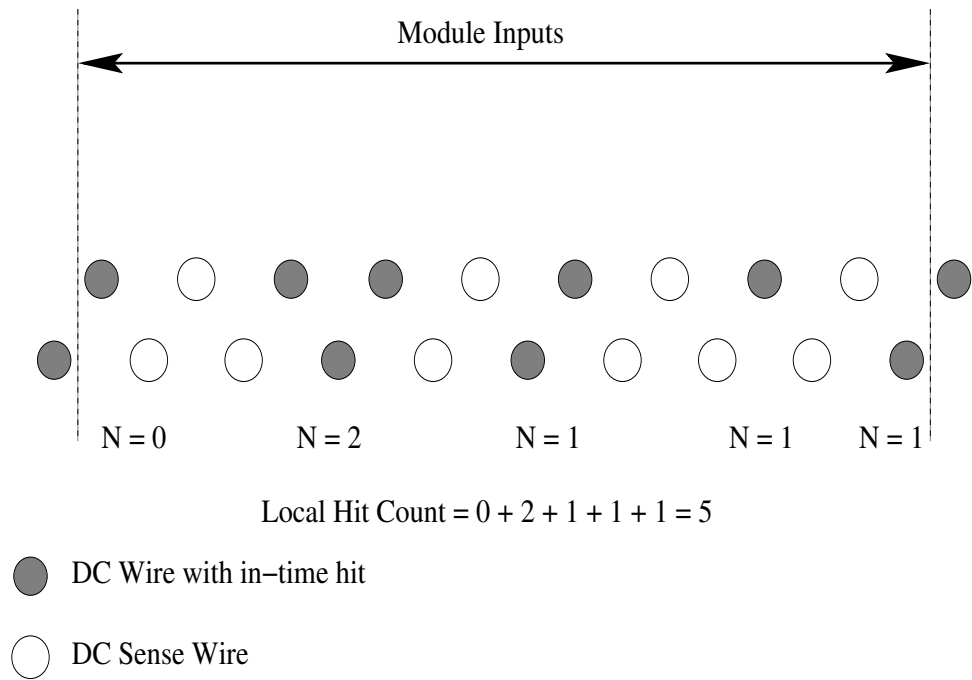 Module Inputs
N = 0 N = 2 N = 1 N = 1 N = 1
Local Hit Count = 0 + 2 + 1 + 1 + 1 = 5
DC Wire with in−time hit
DC Sense Wire